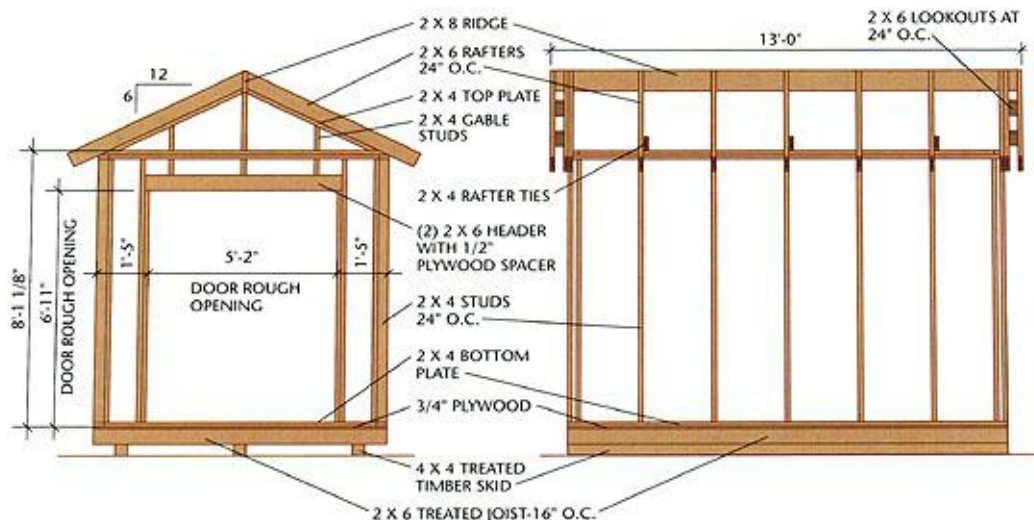 2 X 8 RIDGE
2 X 6 RAFTERS
24" O.C.
2 X 4 TOP PLATE
2 X 4 GABLE
STUDS
2 X 6 LOOKOUTS AT
24" O.C.
13'-0"
12
6
2 X 4 RAFTER TIES
(2) 2 X 6 HEADER
WITH 1/2"
PLYWOOD SPACER
8'-1 1/8"
DOOR ROUGH OPENING
6'-11"
1'-5"
5'-2"
1'-5"
DOOR ROUGH
OPENING
2 X 4 STUDS
24" O.C.
2 X 4 BOTTOM
PLATE
3/4" PLYWOOD
4 X 4 TREATED
TIMBER SKID
2 X 6 TREATED JOIST-16" O.C.